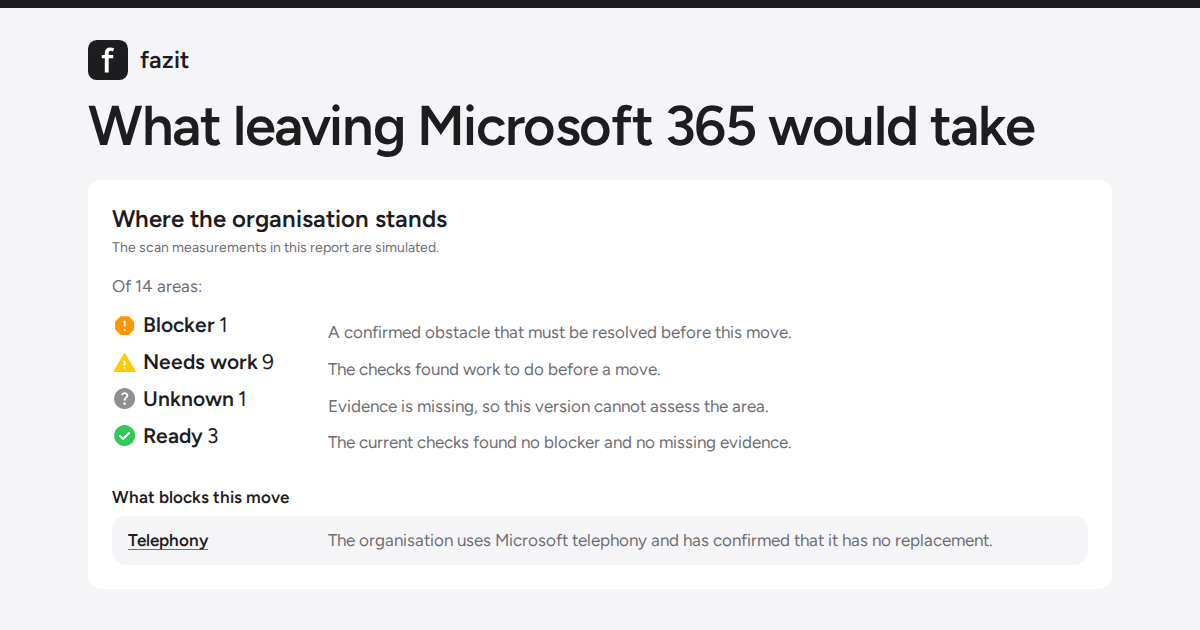 f fazit
What leaving Microsoft 365 would take
Where the organisation stands
The scan measurements in this report are simulated.
Of 14 areas:
Blocker 1 A confirmed obstacle that must be resolved before this move.
Needs work 9 The checks found work to do before a move.
Unknown 1 Evidence is missing, so this version cannot assess the area.
Ready 3 The current checks found no blocker and no missing evidence.
What blocks this move
Telephony The organisation uses Microsoft telephony and has confirmed that it has no replacement.